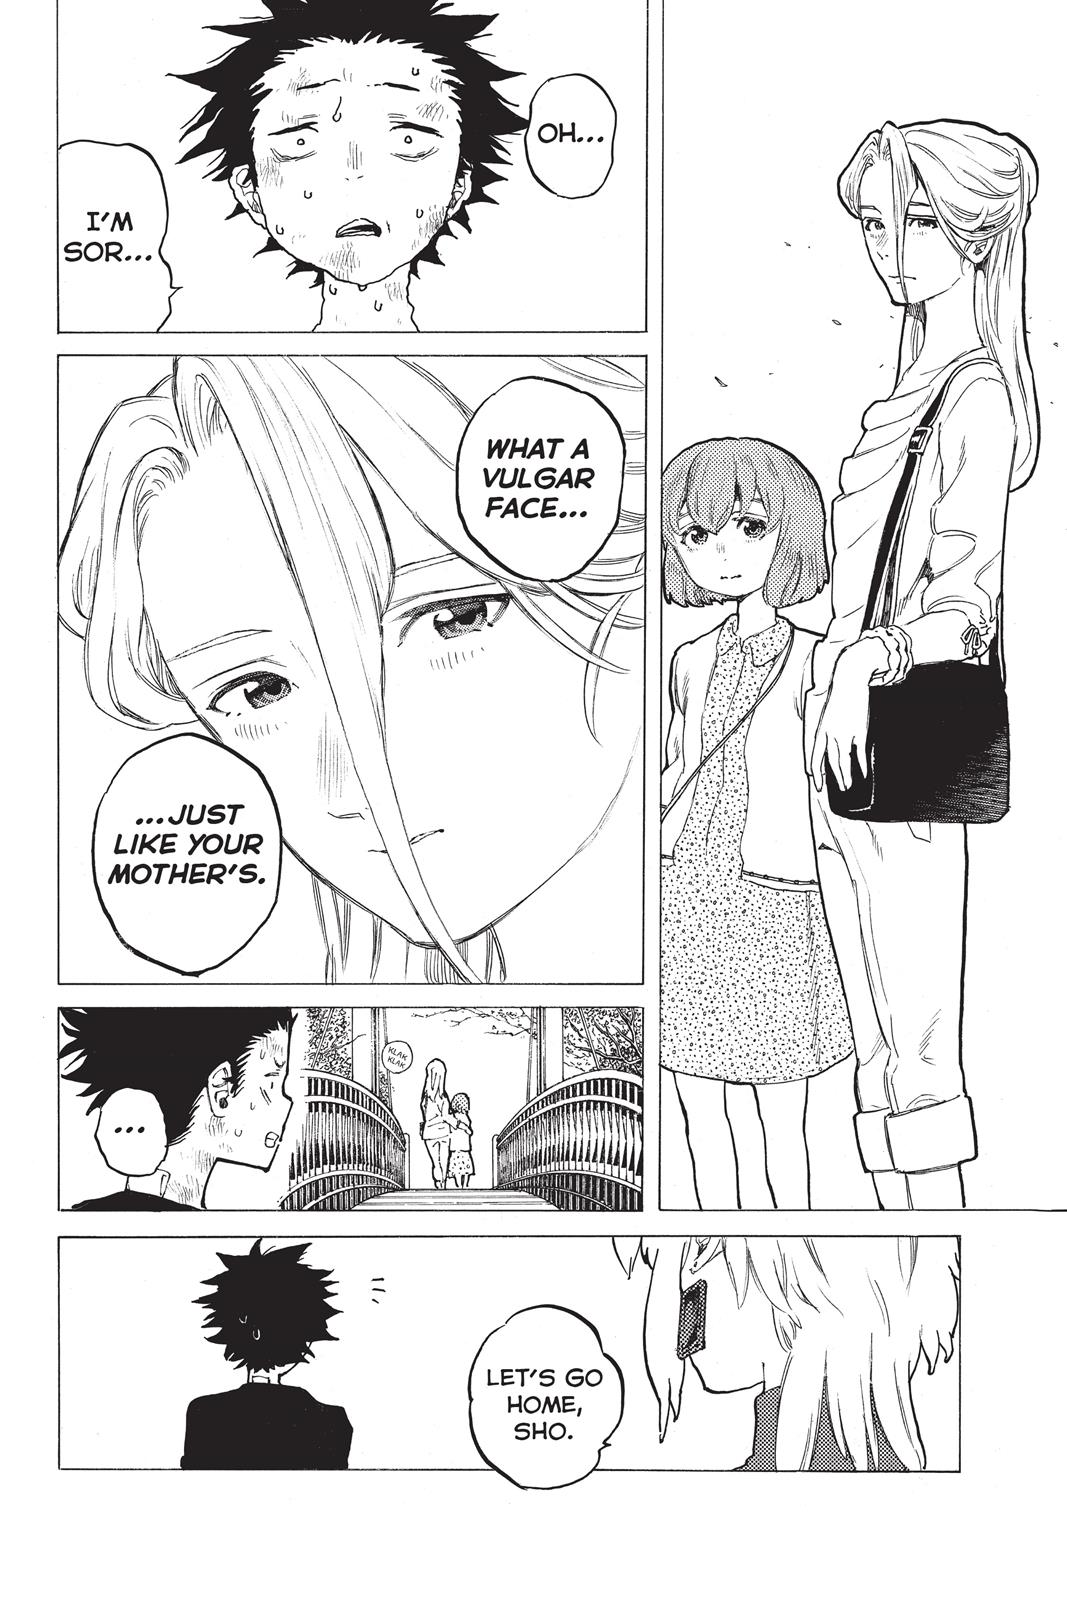 OH...
I'M
SOR...
WHAT A
VULGAR
FACE...
...JUST
LIKE YOUR
MOTHER'S.
...
KLAK
KLAK
LET'S GO
HOME,
SHO.